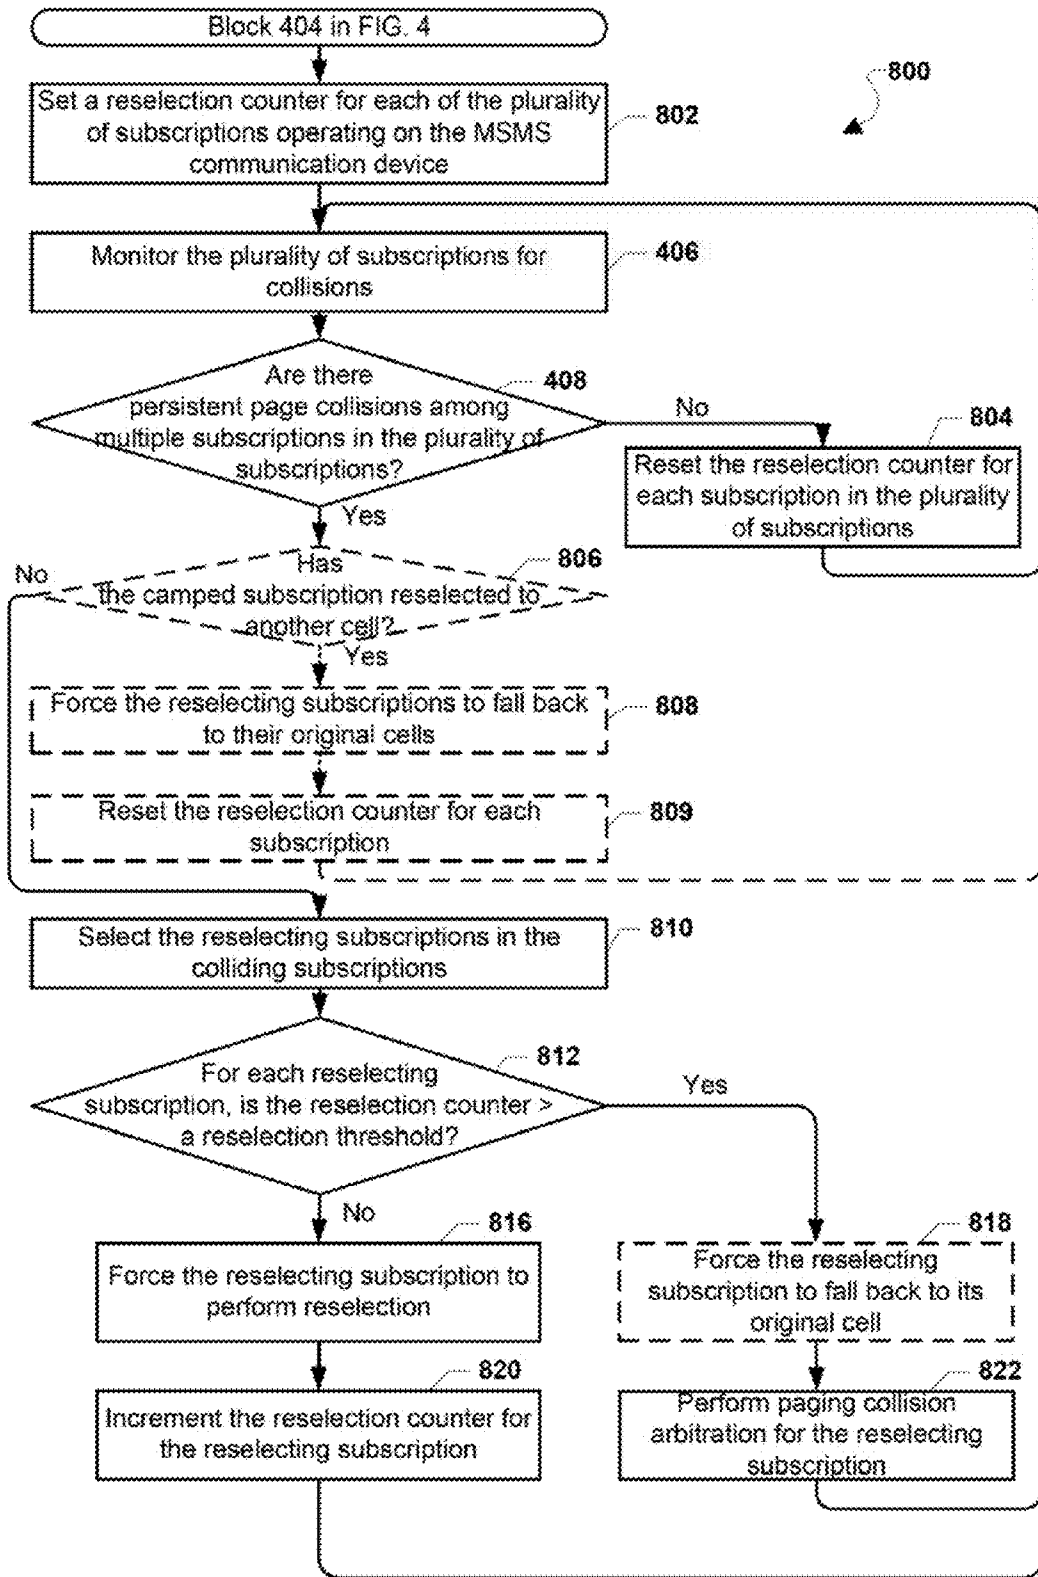 Block 404 in FIG. 4
800
Set a reselection counter for each of the plurality
of subscriptions operating on the MSMS
communication device
802
Monitor the plurality of subscriptions for
collisions
406
Are there
persistent page collisions among
multiple subscriptions in the plurality of
subscriptions?
408
No
804
Reset the reselection counter for
each subscription in the plurality
of subscriptions
Yes
Has
the camped subscription reselected to
another cell?
806
No
Yes
Force the reselecting subscriptions to fall back
to their original cells
808
Reset the reselection counter for each
subscription
809
Select the reselecting subscriptions in the
colliding subscriptions
810
For each reselecting
subscription, is the reselection counter >
a reselection threshold?
812
Yes
No
816
Force the reselecting subscription to
perform reselection
818
Force the reselecting
subscription to fall back to its
original cell
820
Increment the reselection counter for
the reselecting subscription
822
Perform paging collision
arbitration for the reselecting
subscription